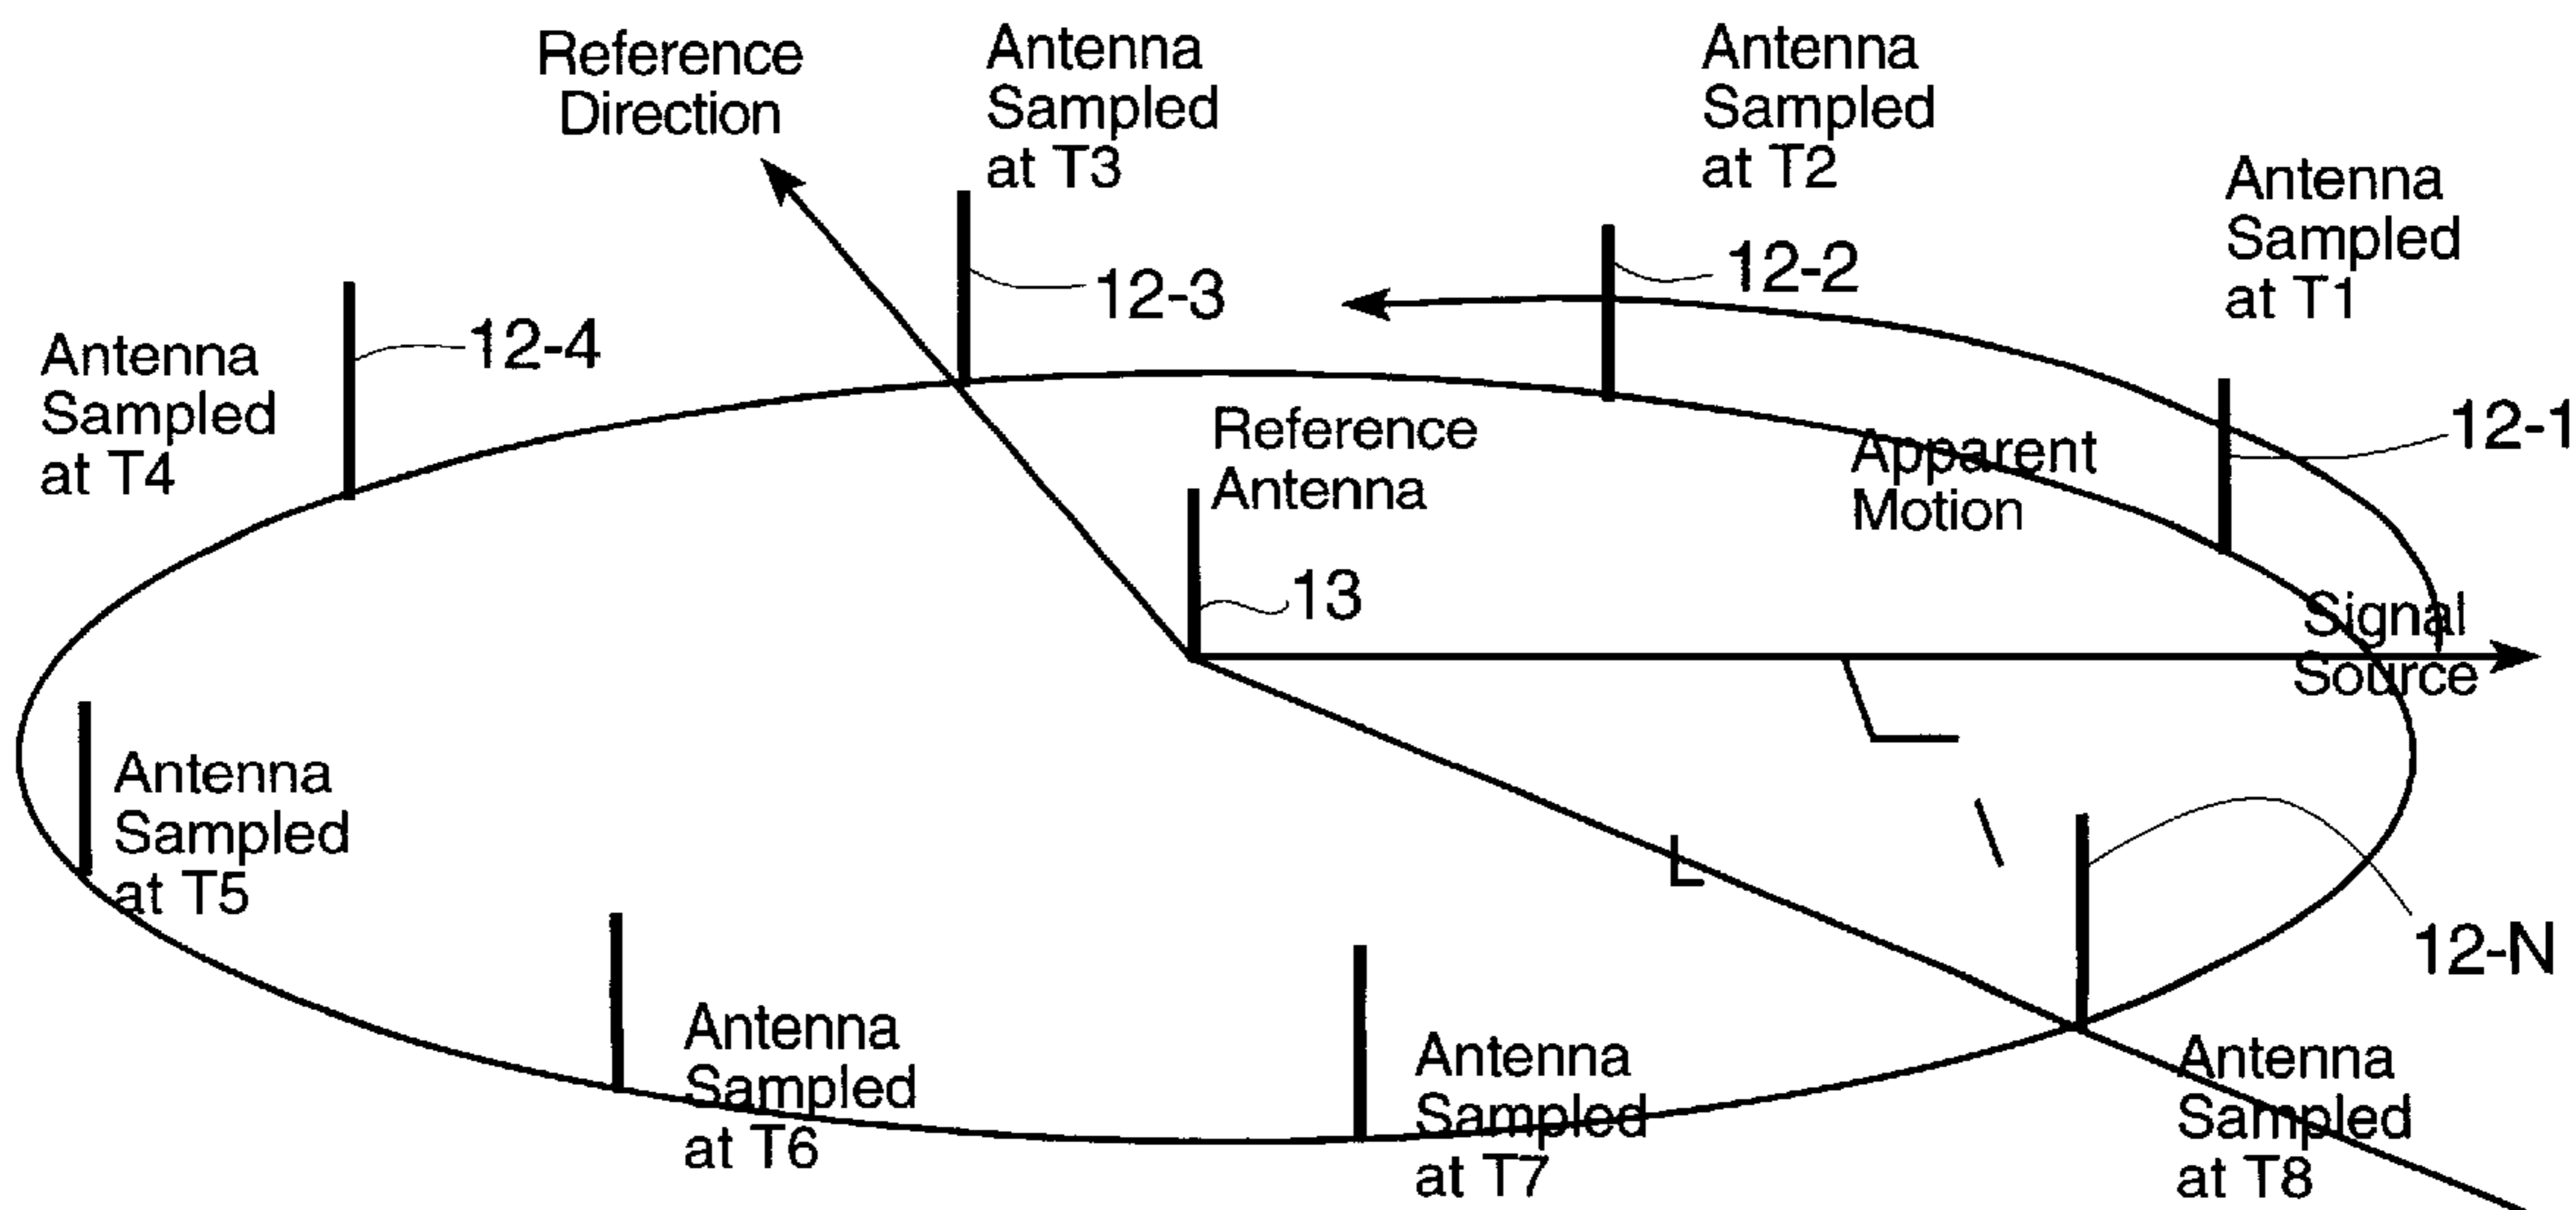 Reference
Direction
Antenna
Sampled
at T3
Antenna
Sampled
at T2
Antenna
Sampled
at T1
12-3
12-2
12-1
Antenna
Sampled
at T4
12-4
Reference
Antenna
13
Apparent
Motion
Signal
Source
Antenna
Sampled
at T5
L
12-N
Antenna
Sampled
at T6
Antenna
Sampled
at T7
Antenna
Sampled
at T8